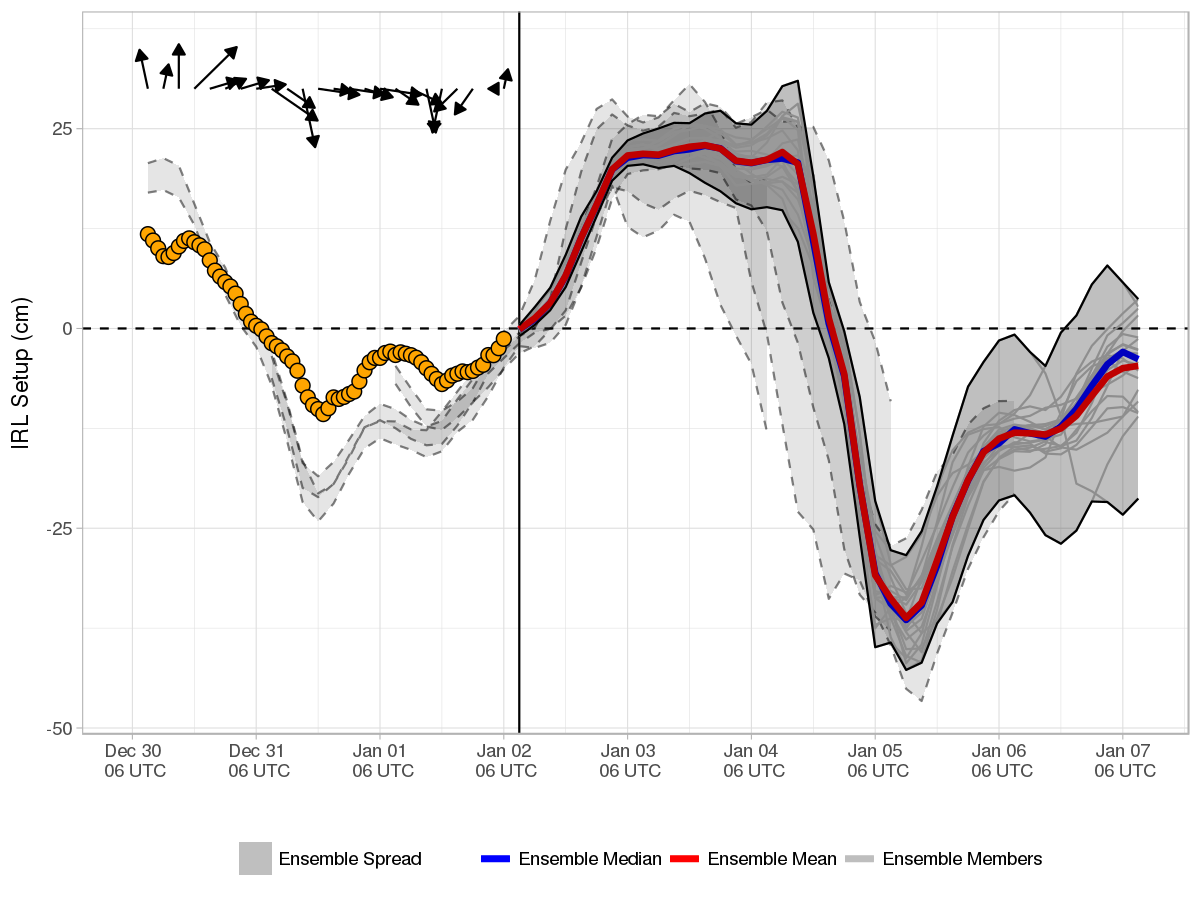 IRL Setup (cm)
25
0
-25
-50
Dec 30 Dec 31 Jan 01 Jan 02 Jan 03 Jan 04 Jan 05 Jan 06 Jan 07
06 UTC 06 UTC 06 UTC 06 UTC 06 UTC 06 UTC 06 UTC 06 UTC 06 UTC
Ensemble Spread Ensemble Median Ensemble Mean Ensemble Members